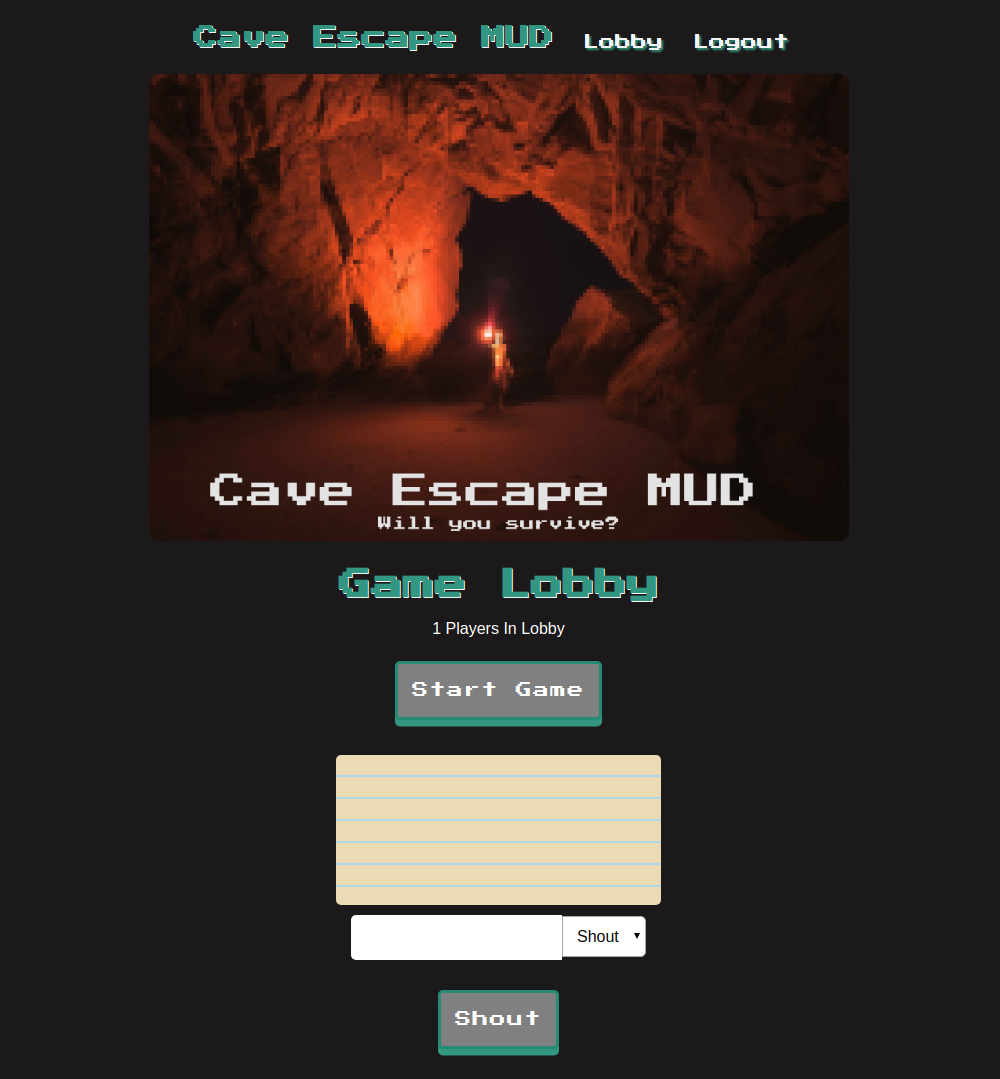 Cave Escape MUD Lobby Logout
Cave Escape MUD
Will you survive?
Game Lobby
1 Players In Lobby
Start Game
Shout
Shout